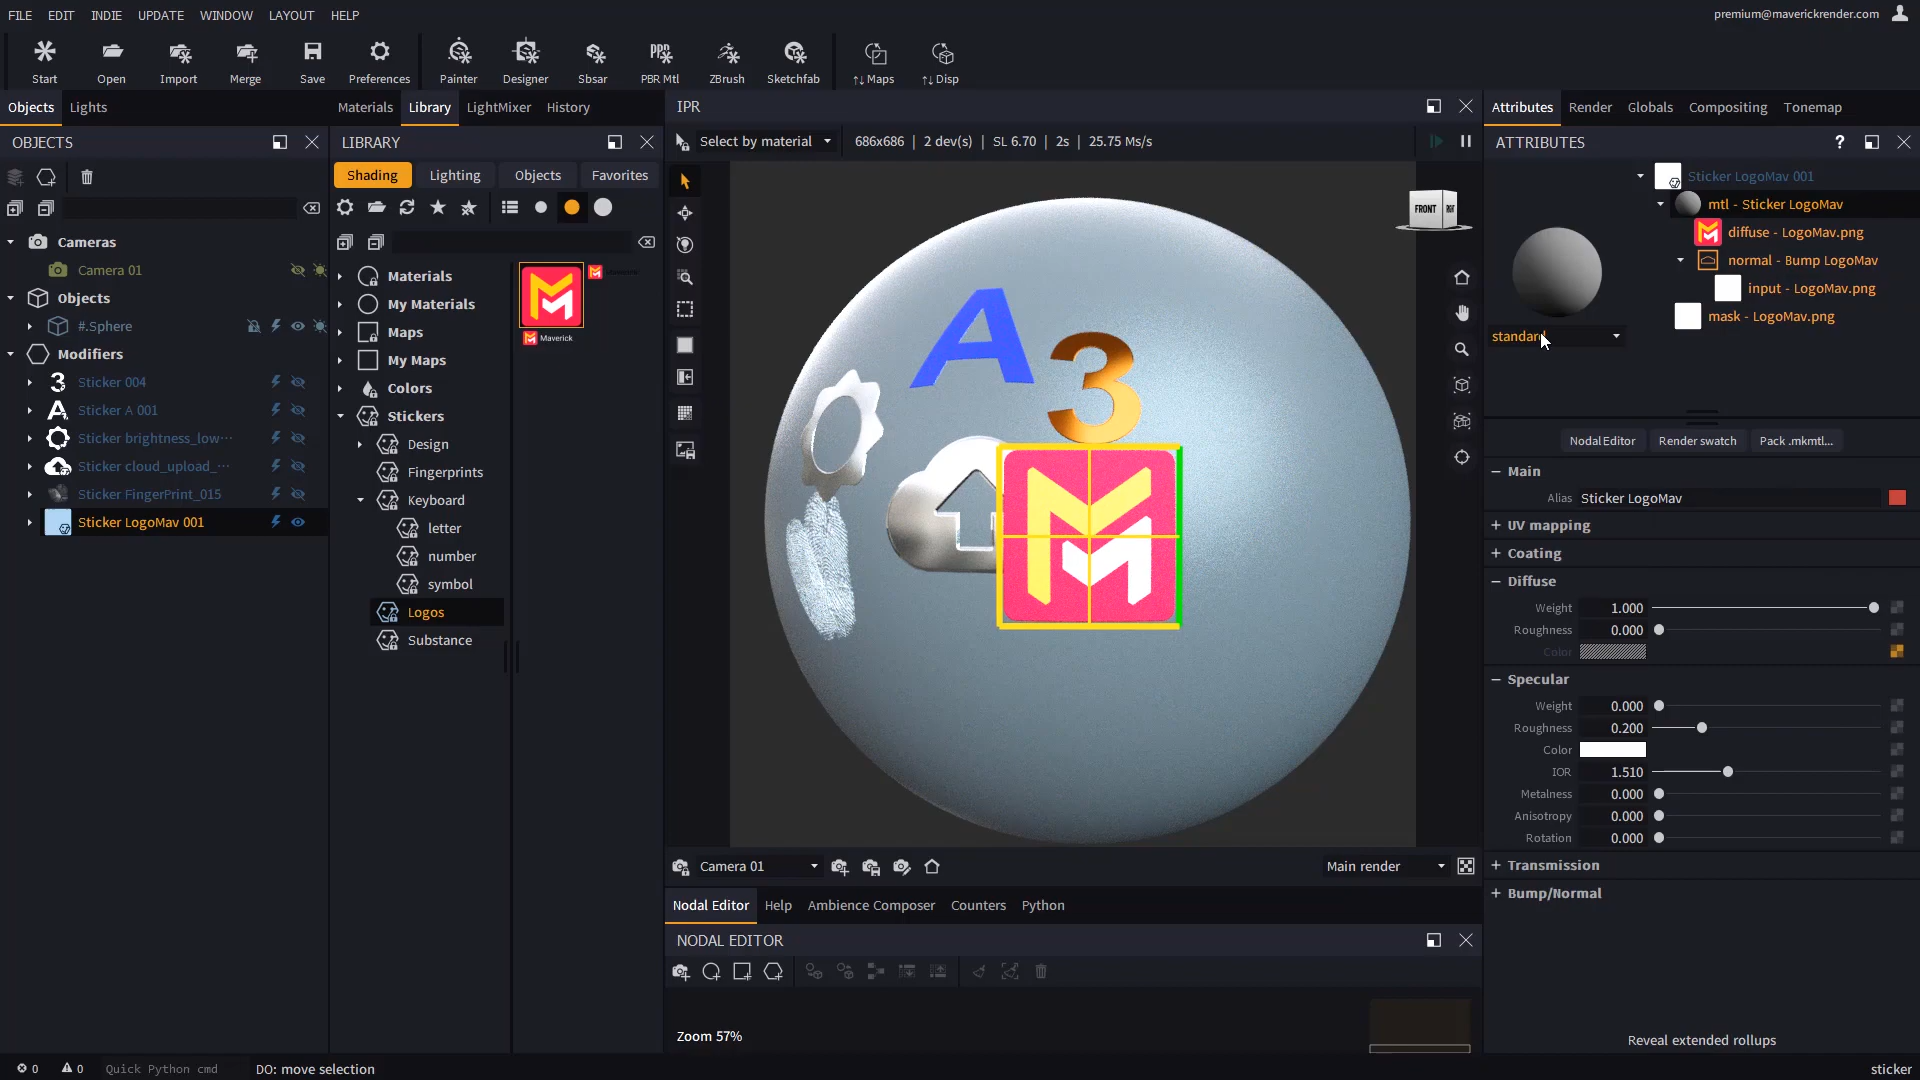 FILE EDIT INDIE UPDATE WINDOW LAYOUT HELP
premium@maverickrender.com
Start Open Import Merge Save Preferences Painter Designer Sbsar PBR Mtl ZBrush Sketchfab ↑↓Maps ↑↓Disp
Objects Lights
Materials Library LightMixer History
IPR
Attributes Render Globals Compositing Tonemap
OBJECTS
LIBRARY
Select by material 686x686 | 2 dev(s) | SL 6.70 | 2s | 25.75 Ms/s
ATTRIBUTES ?
Shading Lighting Objects Favorites
Cameras
Camera 01
Objects
#.Sphere
Modifiers
Sticker 004
Sticker A 001
Sticker brightness_low···
Sticker cloud_upload_···
Sticker FingerPrint_015
Sticker LogoMav 001
Materials
My Materials
Maps
My Maps
Colors
Stickers
Design
Fingerprints
Keyboard
letter
number
symbol
Logos
Substance
Maverick
FRONT
A
3
Sticker LogoMav 001
mtl - Sticker LogoMav
diffuse - LogoMav.png
normal - Bump LogoMav
input - LogoMav.png
mask - LogoMav.png
standard
Nodal Editor Render swatch Pack .mkmtl...
Main
Alias Sticker LogoMav
UV mapping
Coating
Diffuse
Weight 1.000
Roughness 0.000
Color
Specular
Weight 0.000
Roughness 0.200
Color
IOR 1.510
Metalness 0.000
Anisotropy 0.000
Rotation 0.000
Transmission
Bump/Normal
Reveal extended rollups
Camera 01
Main render
Nodal Editor Help Ambience Composer Counters Python
NODAL EDITOR
Zoom 57%
0 0 Quick Python cmd DO: move selection
sticker